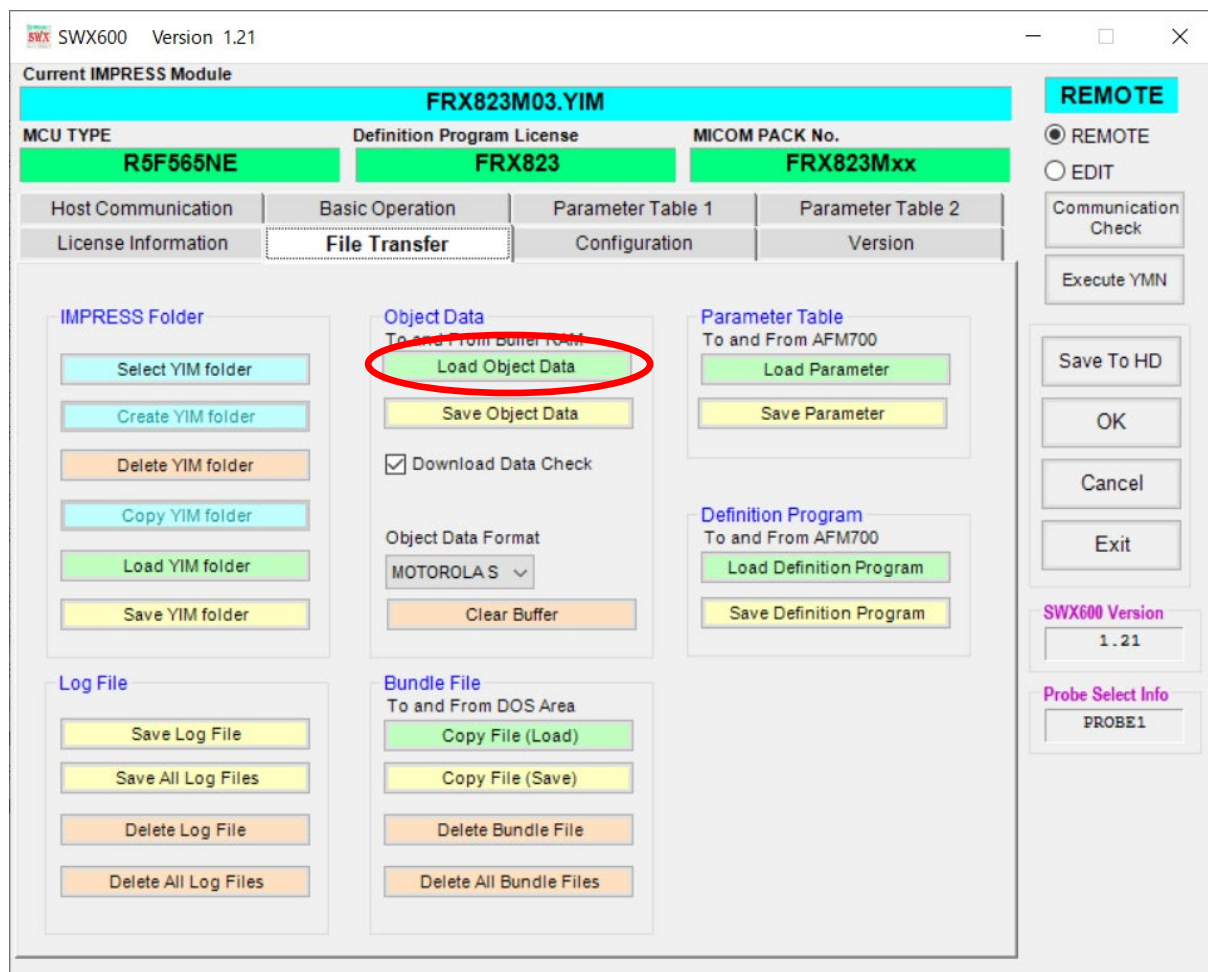 SWX SWX600 Version 1.21
Current IMPRESS Module
FRX823M03.YIM
MCU TYPE Definition Program License MICOM PACK No.
R5F565NE FRX823 FRX823Mxx
Host Communication Basic Operation Parameter Table 1 Parameter Table 2
License Information File Transfer Configuration Version
IMPRESS Folder
Select YIM folder
Create YIM folder
Delete YIM folder
Copy YIM folder
Load YIM folder
Save YIM folder
Object Data
To and From Buffer RAM
Load Object Data
Save Object Data
Download Data Check
Object Data Format
MOTOROLA S
Clear Buffer
Parameter Table
To and From AFM700
Load Parameter
Save Parameter
Definition Program
To and From AFM700
Load Definition Program
Save Definition Program
Log File
Save Log File
Save All Log Files
Delete Log File
Delete All Log Files
Bundle File
To and From DOS Area
Copy File (Load)
Copy File (Save)
Delete Bundle File
Delete All Bundle Files
REMOTE
REMOTE
EDIT
Communication
Check
Execute YMN
Save To HD
OK
Cancel
Exit
SWX600 Version
1.21
Probe Select Info
PROBE1